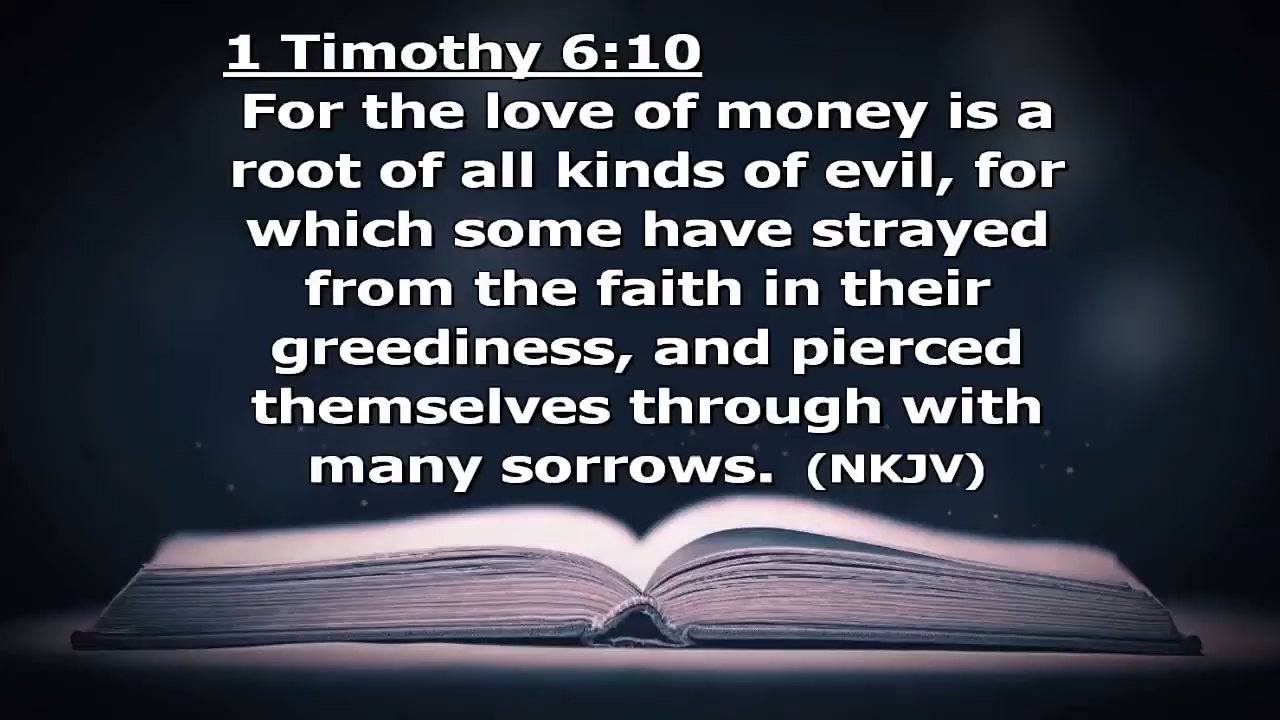 1 Timothy 6:10
For the love of money is a
root of all kinds of evil, for
which some have strayed
from the faith in their
greediness, and pierced
themselves through with
many sorrows. (NKJV)